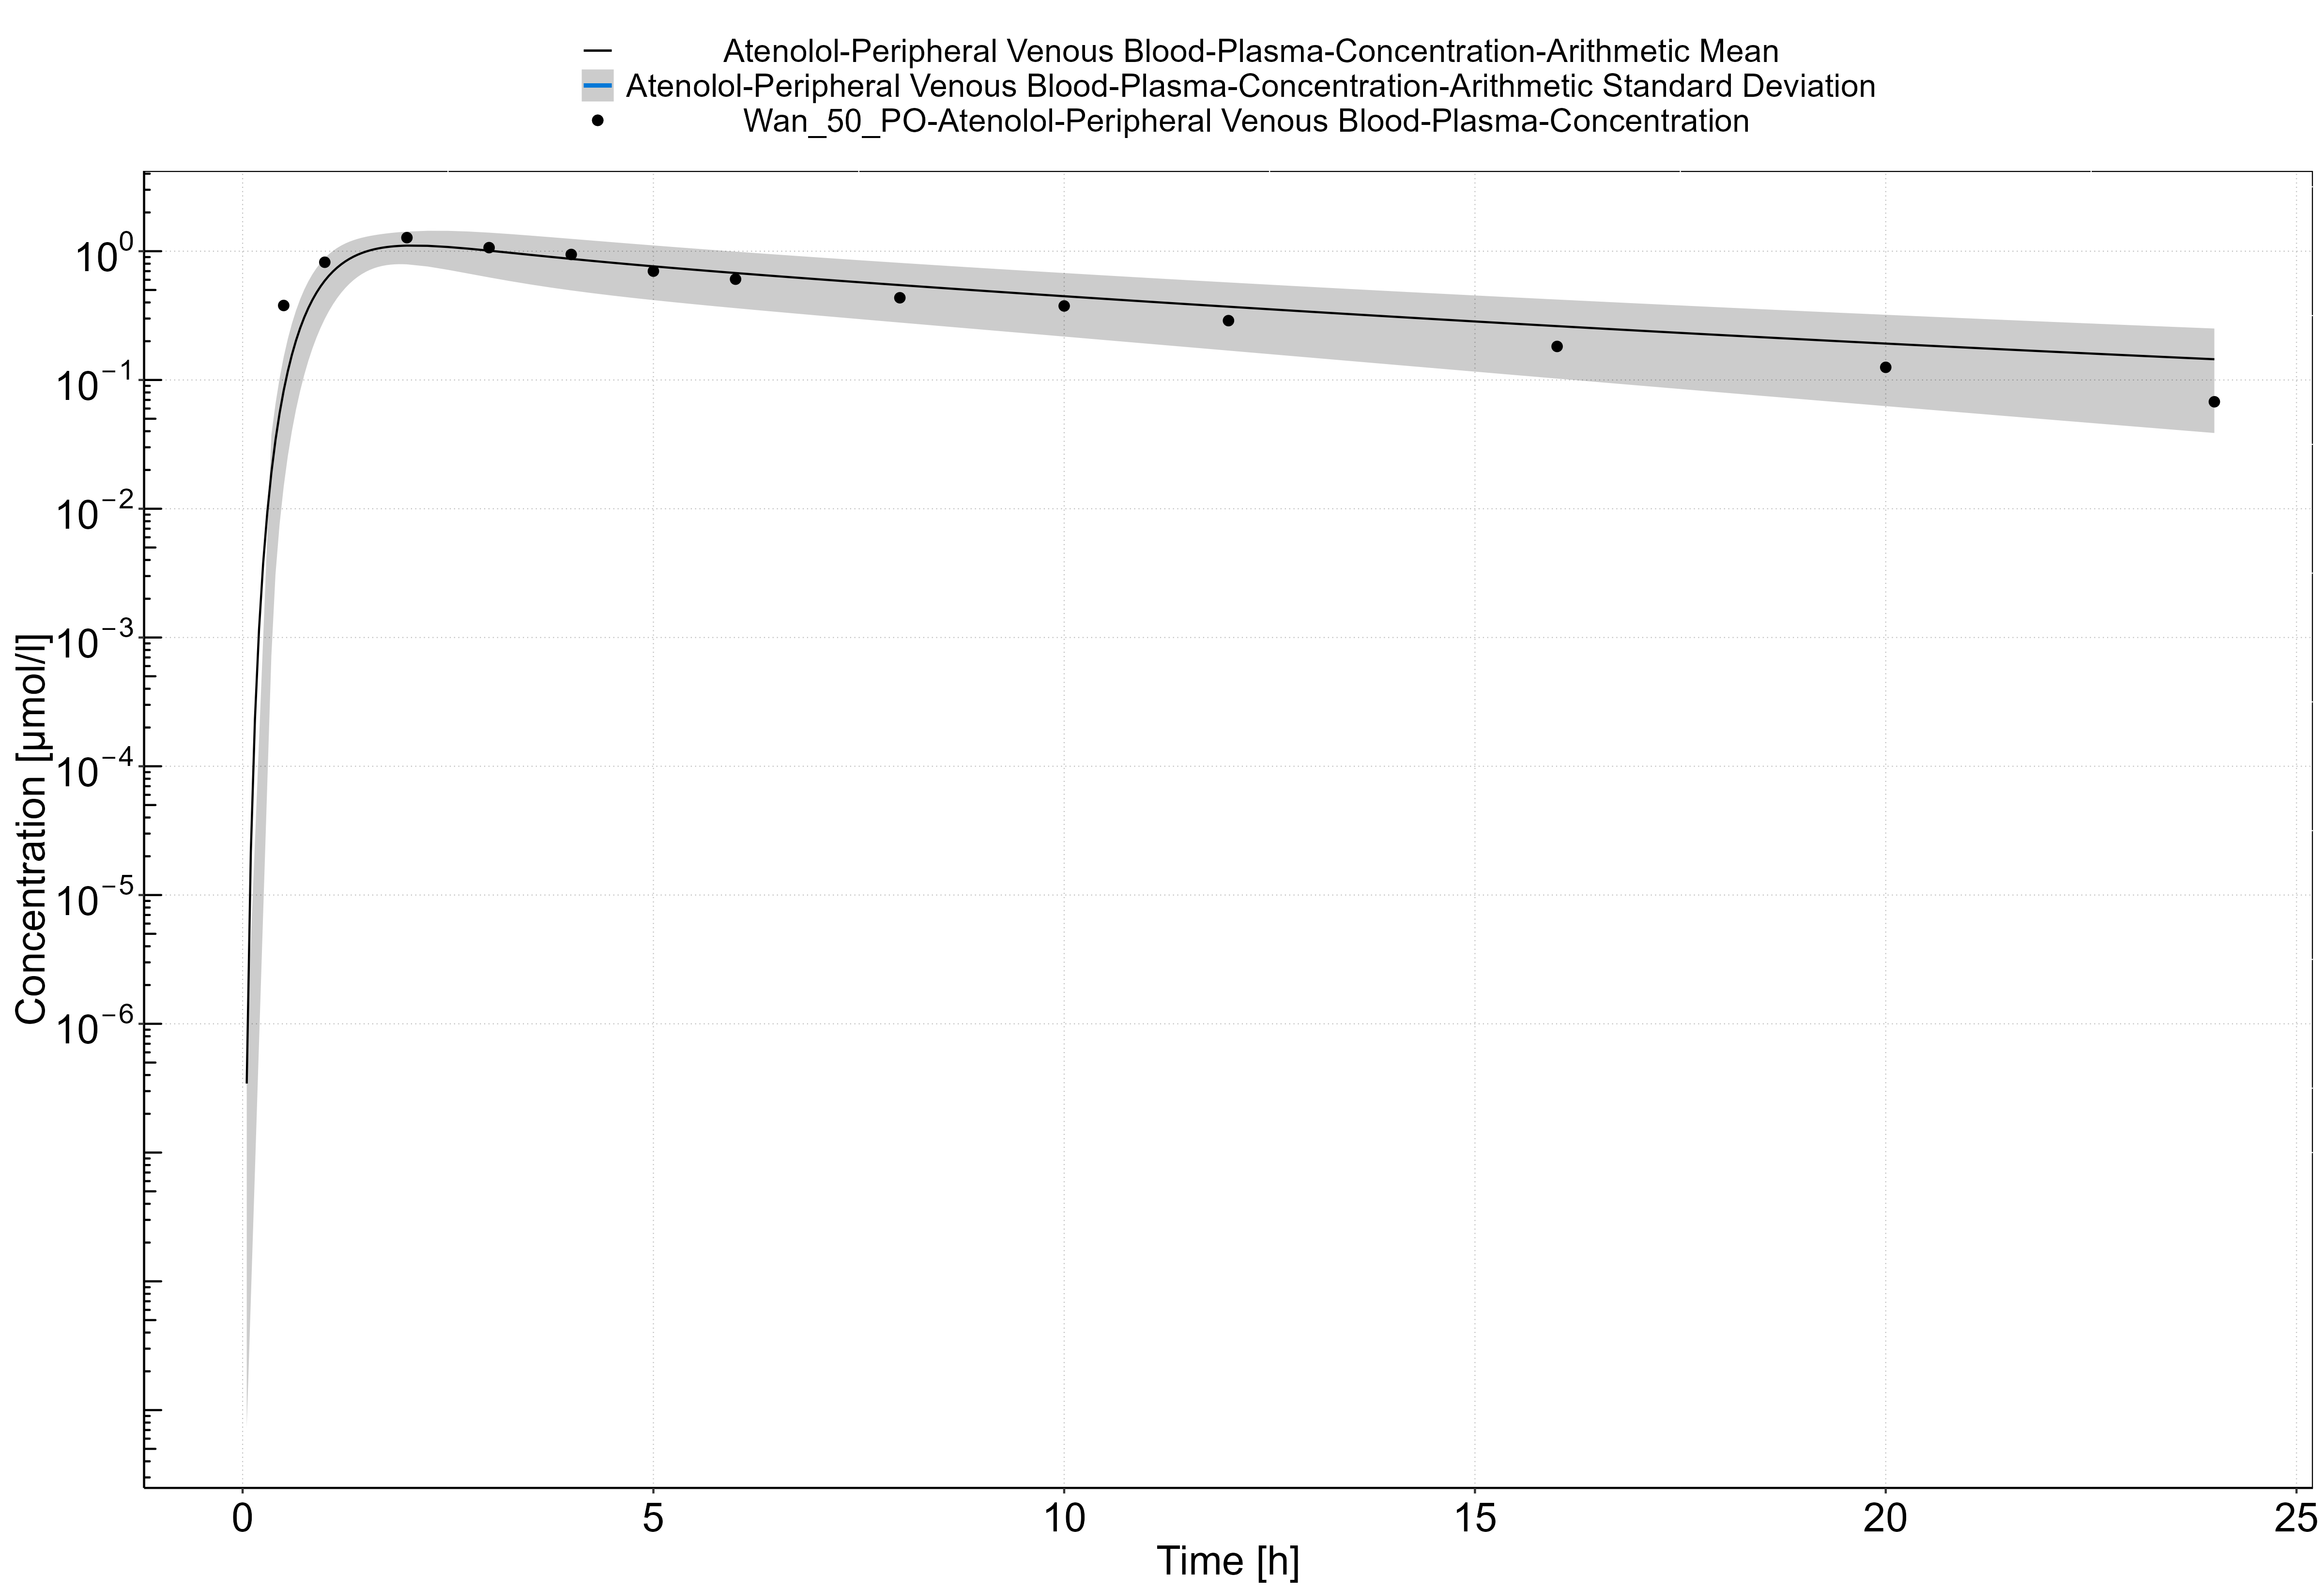 Atenolol-Peripheral Venous Blood-Plasma-Concentration-Arithmetic Mean
Atenolol-Peripheral Venous Blood-Plasma-Concentration-Arithmetic Standard Deviation
Wan_50_PO-Atenolol-Peripheral Venous Blood-Plasma-Concentration
10⁰
10⁻¹
10⁻²
10⁻³
10⁻⁴
10⁻⁵
10⁻⁶
Concentration [µmol/l]
0 5 10 15 20 25
Time [h]